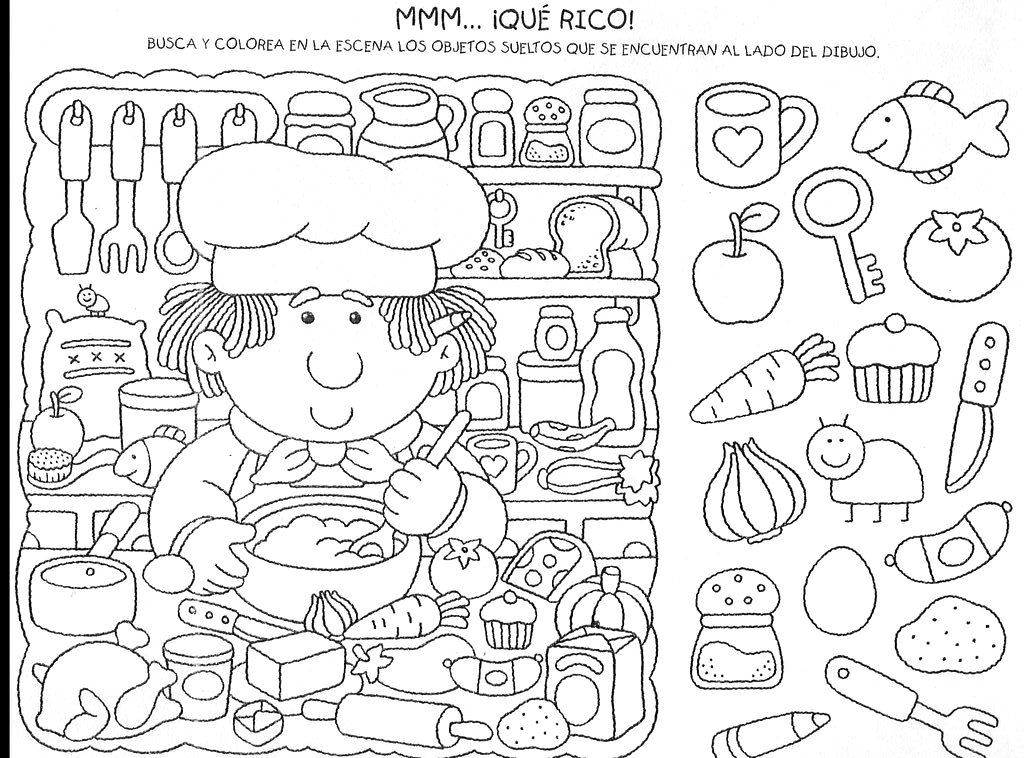 MMM... ¡QUÉ RICO!
BUSCA Y COLOREA EN LA ESCENA LOS OBJETOS SUELTOS QUE SE ENCUENTRAN AL LADO DEL DIBUJO.